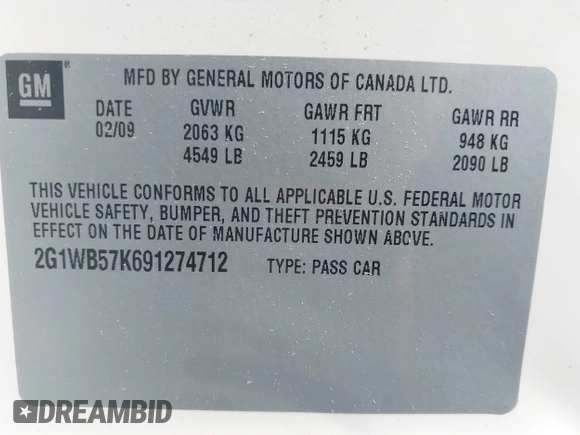 GM ®
MFD BY GENERAL MOTORS OF CANADA LTD.
DATE GVWR GAWR FRT GAWR RR
02/09 2063 KG 1115 KG 948 KG
4549 LB 2459 LB 2090 LB
THIS VEHICLE CONFORMS TO ALL APPLICABLE U.S. FEDERAL MOTOR
VEHICLE SAFETY, BUMPER, AND THEFT PREVENTION STANDARDS IN
EFFECT ON THE DATE OF MANUFACTURE SHOWN ABOVE.
2G1WB57K691274712 TYPE: PASS CAR
DREAMBID